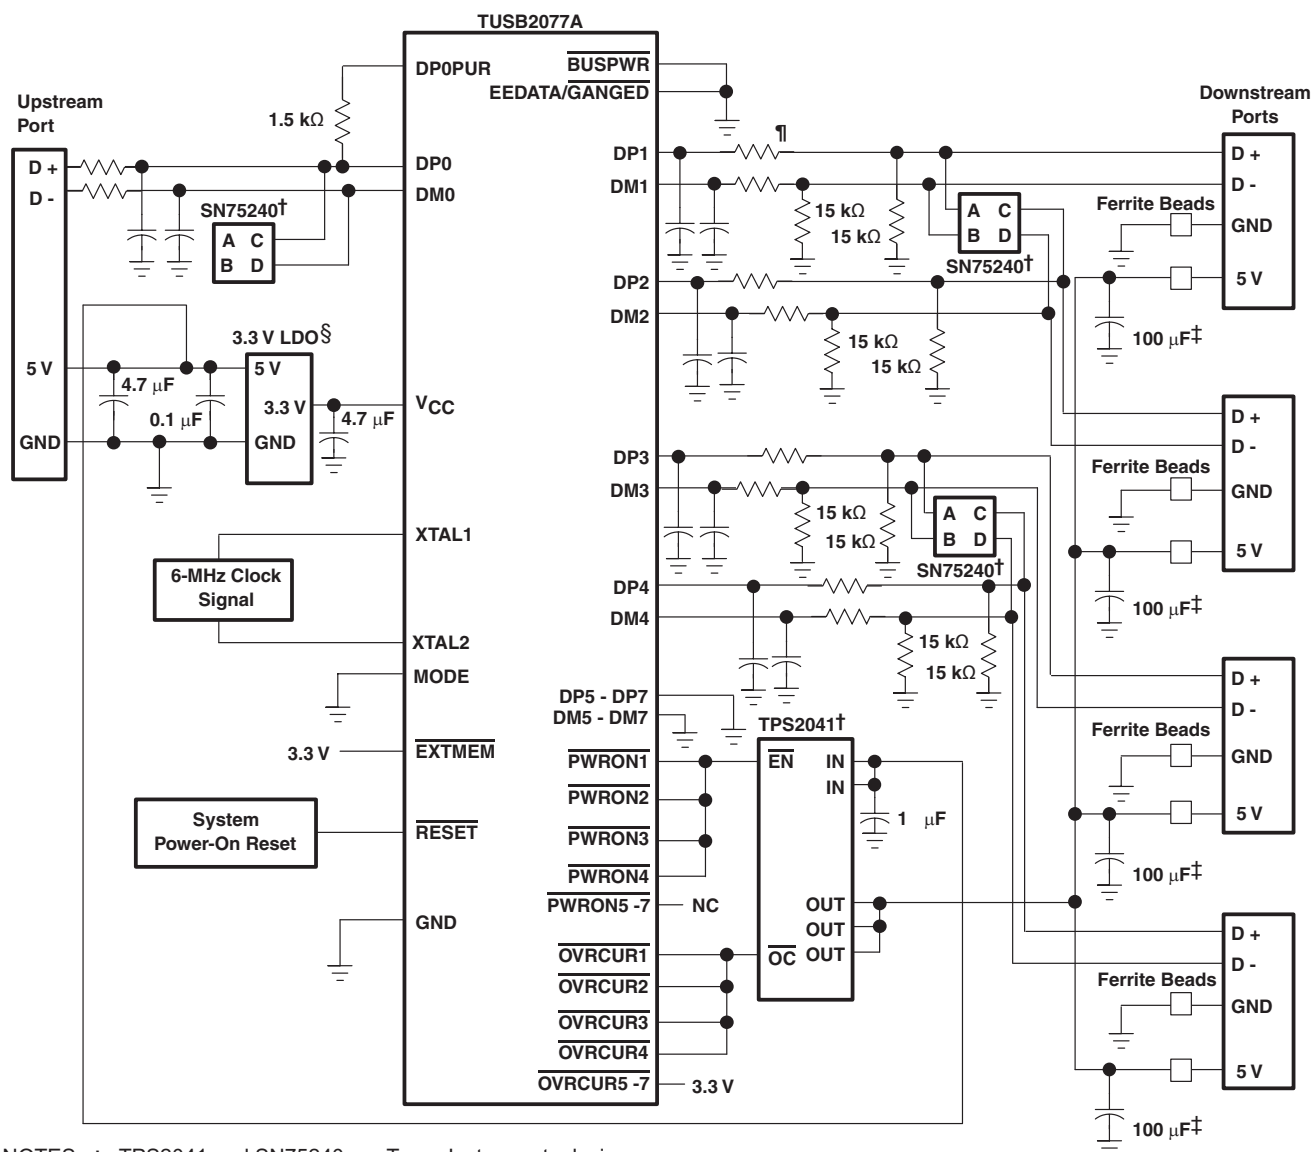 TUSB2077A
Upstream
Port
D +
D -
5 V
GND
1.5 kΩ
SN75240†
A C
B D
3.3 V LDO§
5 V
3.3 V
GND
4.7 μF
0.1 μF
4.7 μF
6-MHz Clock
Signal
3.3 V
System
Power-On Reset
DP0PUR
DP0
DM0
VCC
XTAL1
XTAL2
MODE
EXTMEM
RESET
GND
BUSPWR
EEDATA/GANGED
DP1
DM1
DP2
DM2
DP3
DM3
DP4
DM4
DP5 - DP7
DM5 - DM7
PWRON1
PWRON2
PWRON3
PWRON4
PWRON5 -7
NC
OVRCUR1
OVRCUR2
OVRCUR3
OVRCUR4
OVRCUR5 -7
3.3 V
¶
15 kΩ
15 kΩ
A C
B D
SN75240†
15 kΩ
15 kΩ
15 kΩ
15 kΩ
A C
B D
SN75240†
15 kΩ
15 kΩ
TPS2041†
EN
IN
IN
1 μF
OUT
OUT
OC OUT
Downstream
Ports
D +
D -
Ferrite Beads
GND
5 V
100 μF‡
D +
D -
Ferrite Beads
GND
5 V
100 μF‡
D +
D -
Ferrite Beads
GND
5 V
100 μF‡
D +
D -
Ferrite Beads
GND
5 V
100 μF‡